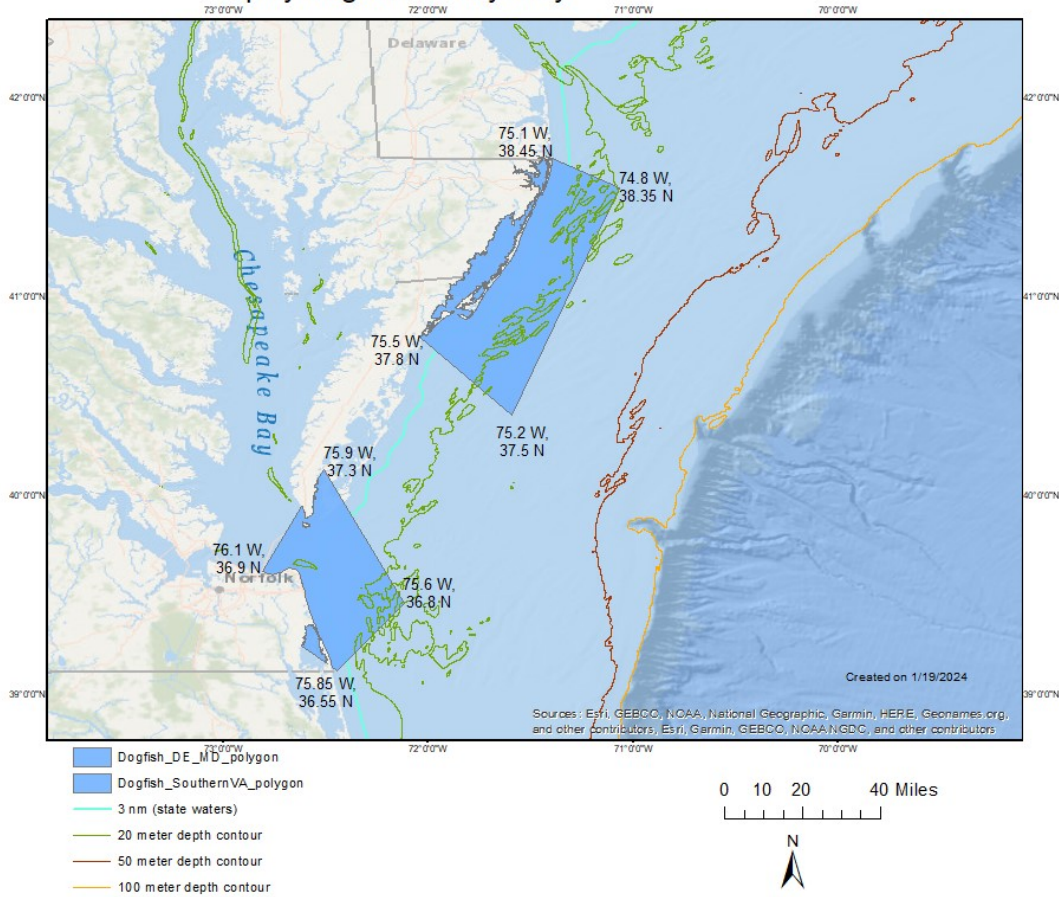 73°0'0"W 72°0'0"W 71°0'0"W 70°0'0"W
Delaware
42°0'0"N 42°0'0"N
75.1 W,
38.45 N
74.8 W,
38.35 N
Chesapeake Bay
41°0'0"N 41°0'0"N
75.5 W,
37.8 N
75.2 W,
37.5 N
75.9 W,
37.3 N
40°0'0"N 40°0'0"N
76.1 W,
36.9 N
Norfolk
75.6 W,
36.8 N
75.85 W,
36.55 N
Created on 1/19/2024
39°0'0"N 39°0'0"N
Sources: Esri, GEBCO, NOAA, National Geographic, Garmin, HERE, Geonames.org,
and other contributors, Esri, Garmin, GEBCO, NOAA NGDC, and other contributors
73°0'0"W 72°0'0"W 71°0'0"W 70°0'0"W
Dogfish_DE_MD_polygon
Dogfish_SouthernVA_polygon
3 nm (state waters)
20 meter depth contour
50 meter depth contour
100 meter depth contour
0 10 20 40 Miles
N